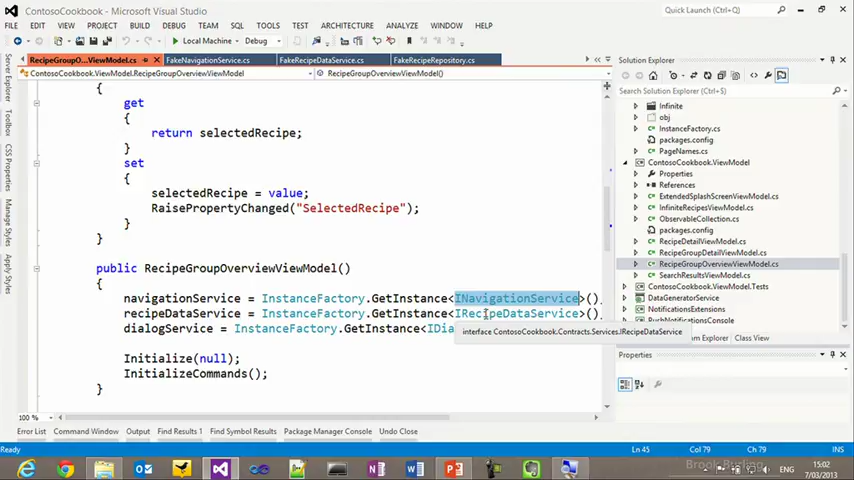 ContosoCookbook - Microsoft Visual Studio
Quick Launch (Ctrl+Q)
FILE EDIT VIEW PROJECT BUILD DEBUG TEAM SQL TOOLS TEST ARCHITECTURE ANALYZE WINDOW HELP
Local Machine Debug
RecipeGroupO...ViewModel.cs FakeNavigationService.cs FakeRecipeDataService.cs FakeRecipeRepository.cs
Solution Explorer
ContosoCookbook.ViewModel.RecipeGroupOverviewViewModel
RecipeGroupOverviewViewModel()
Search Solution Explorer (Ctrl+;)
Server Explorer
Toolbox
CSS Properties
Manage Styles
Apply Styles
{
get
{
return selectedRecipe;
}
set
{
selectedRecipe = value;
RaisePropertyChanged("SelectedRecipe");
}
}
public RecipeGroupOverviewViewModel()
{
navigationService = InstanceFactory.GetInstance<INavigationService>();
recipeDataService = InstanceFactory.GetInstance<IRecipeDataService>();
dialogService = InstanceFactory.GetInstance<IDia
interface ContosoCookbook.Contracts.Services.IRecipeDataService
Initialize(null);
InitializeCommands();
}
Infinite
obj
InstanceFactory.cs
packages.config
PageNames.cs
ContosoCookbook.ViewModel
Properties
References
ExtendedSplashScreenViewModel.cs
InfiniteRecipesViewModel.cs
ObservableCollection.cs
packages.config
RecipeDetailViewModel.cs
RecipeGroupDetailViewModel.cs
RecipeGroupOverviewViewModel.cs
SearchResultsViewModel.cs
ContosoCookbook.ViewModel.Tests
DataGeneratorService
NotificationsExtensions
Explorer Class View
Properties
100 %
Error List Command Window Output Find Results 1 Find Symbol Results Package Manager Console Undo Close
Ready
Ln 45 Col 79 Ch 79 INS
ENG
15:02
7/03/2013